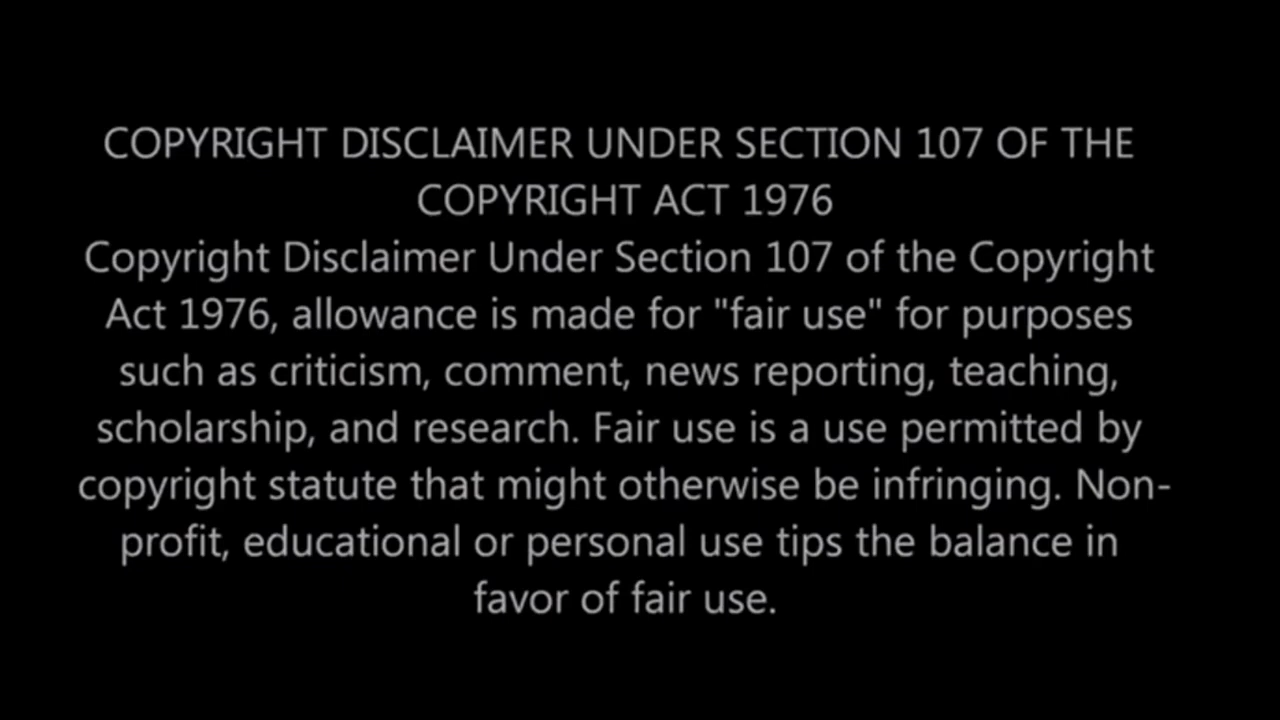 COPYRIGHT DISCLAIMER UNDER SECTION 107 OF THE
COPYRIGHT ACT 1976
Copyright Disclaimer Under Section 107 of the Copyright
Act 1976, allowance is made for "fair use" for purposes
such as criticism, comment, news reporting, teaching,
scholarship, and research. Fair use is a use permitted by
copyright statute that might otherwise be infringing. Non-
profit, educational or personal use tips the balance in
favor of fair use.